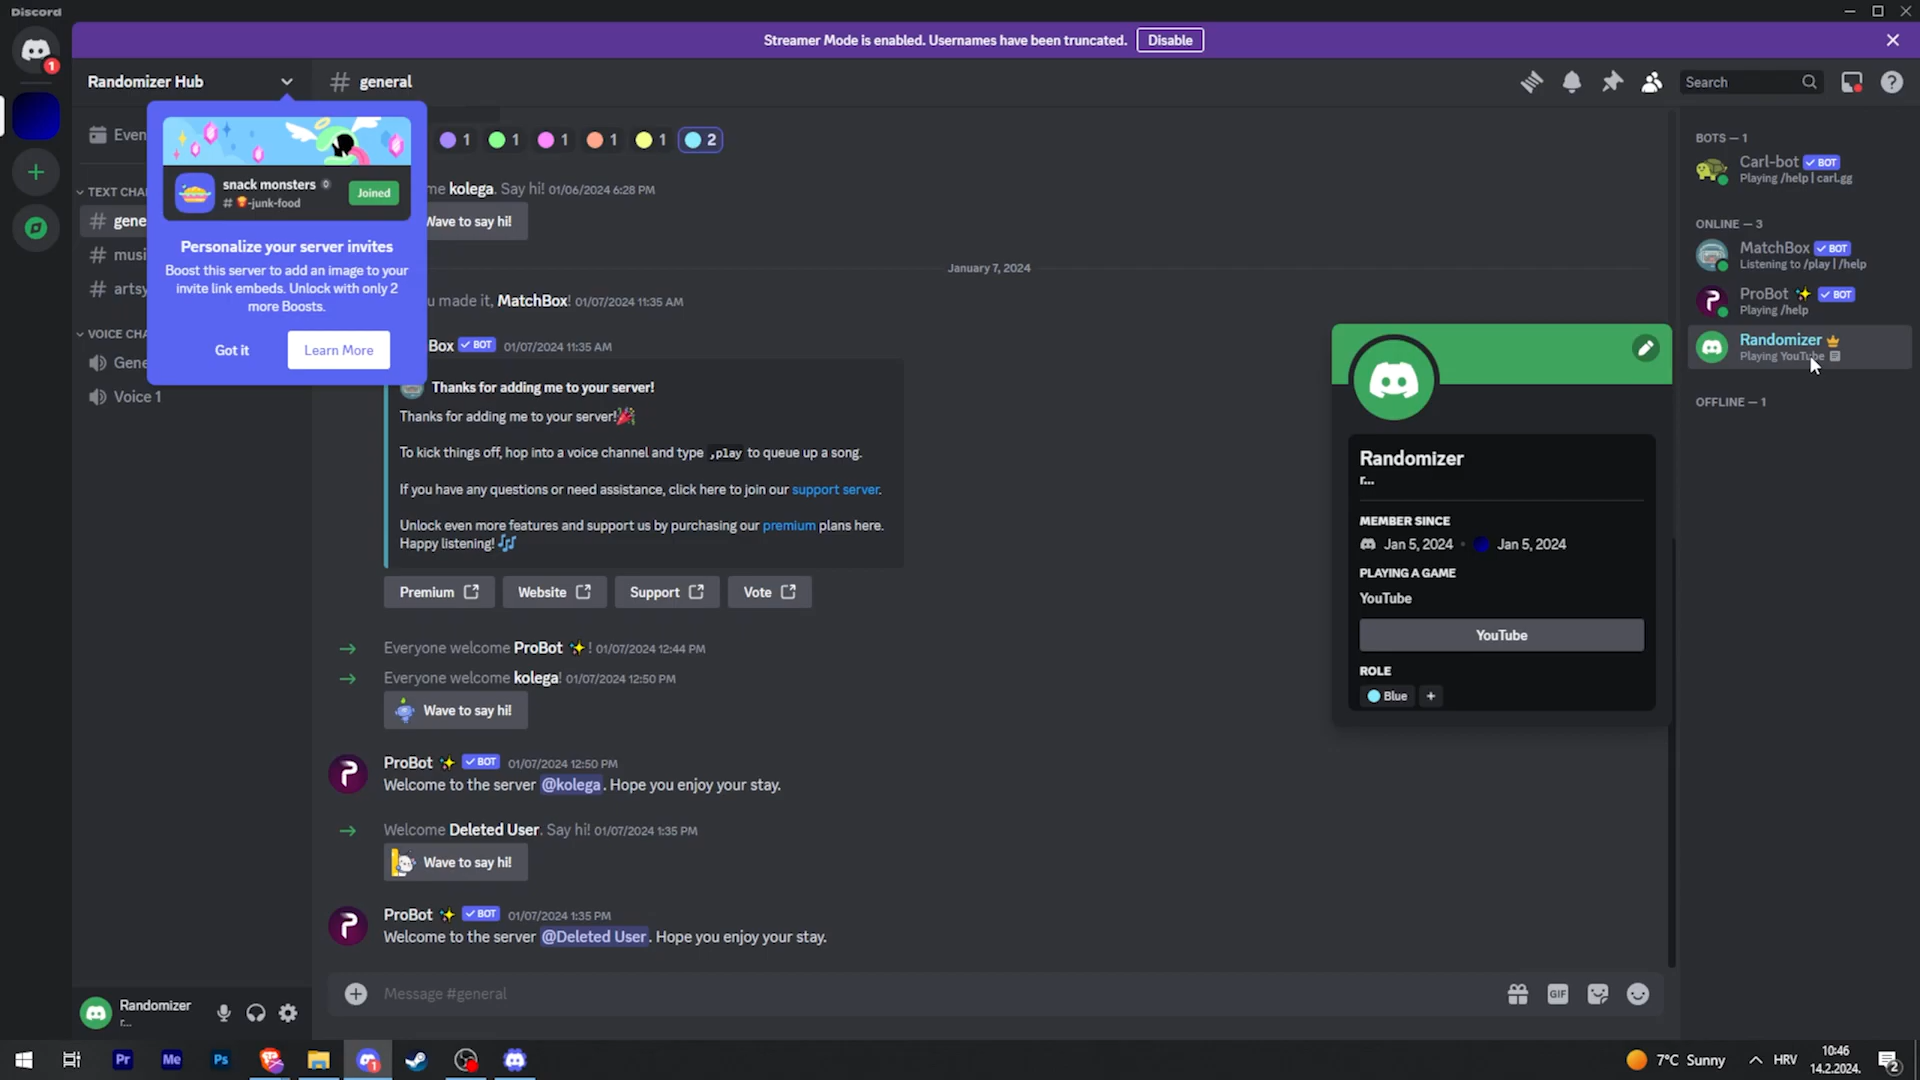 Discord
Streamer Mode is enabled. Usernames have been truncated.
Disable
1
Randomizer Hub
general
Search
Even
snack monsters
Joined
# -junk-food
Personalize your server invites
Boost this server to add an image to your
invite link embeds. Unlock with only 2
more Boosts.
Got it
Learn More
TEXT CHA
gene
musi
artsy
VOICE CHA
Gene
Voice 1
1
1
1
1
1
2
me kolega. Say hi! 01/06/2024 6:28 PM
Wave to say hi!
January 7, 2024
u made it, MatchBox! 01/07/2024 11:35 AM
Box BOT 01/07/2024 11:35 AM
Thanks for adding me to your server!
Thanks for adding me to your server!
To kick things off, hop into a voice channel and type ,play to queue up a song.
If you have any questions or need assistance, click here to join our support server.
Unlock even more features and support us by purchasing our premium plans here.
Happy listening!
Premium
Website
Support
Vote
Everyone welcome ProBot ! 01/07/2024 12:44 PM
Everyone welcome kolega! 01/07/2024 12:50 PM
Wave to say hi!
ProBot BOT 01/07/2024 12:50 PM
Welcome to the server @kolega. Hope you enjoy your stay.
Welcome Deleted User. Say hi! 01/07/2024 1:35 PM
Wave to say hi!
ProBot BOT 01/07/2024 1:35 PM
Welcome to the server @Deleted User. Hope you enjoy your stay.
Message #general
GIF
Randomizer
r...
MEMBER SINCE
Jan 5, 2024 • Jan 5, 2024
PLAYING A GAME
YouTube
YouTube
ROLE
Blue
+
BOTS — 1
Carl-bot BOT
Playing /help | carl.gg
ONLINE — 3
MatchBox BOT
Listening to /play | /help
ProBot BOT
Playing /help
Randomizer
Playing YouTube
OFFLINE — 1
Randomizer
r...
Pr
Me
Ps
1
7°C Sunny
HRV
10:46
14.2.2024.
2